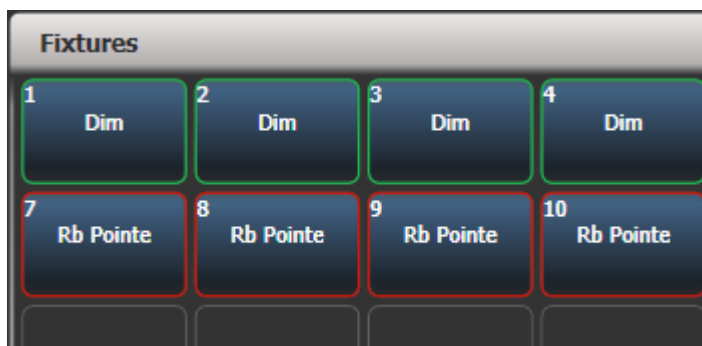 Fixtures
1 2 3 4
Dim Dim Dim Dim
7 8 9 10
Rb Pointe Rb Pointe Rb Pointe Rb Pointe